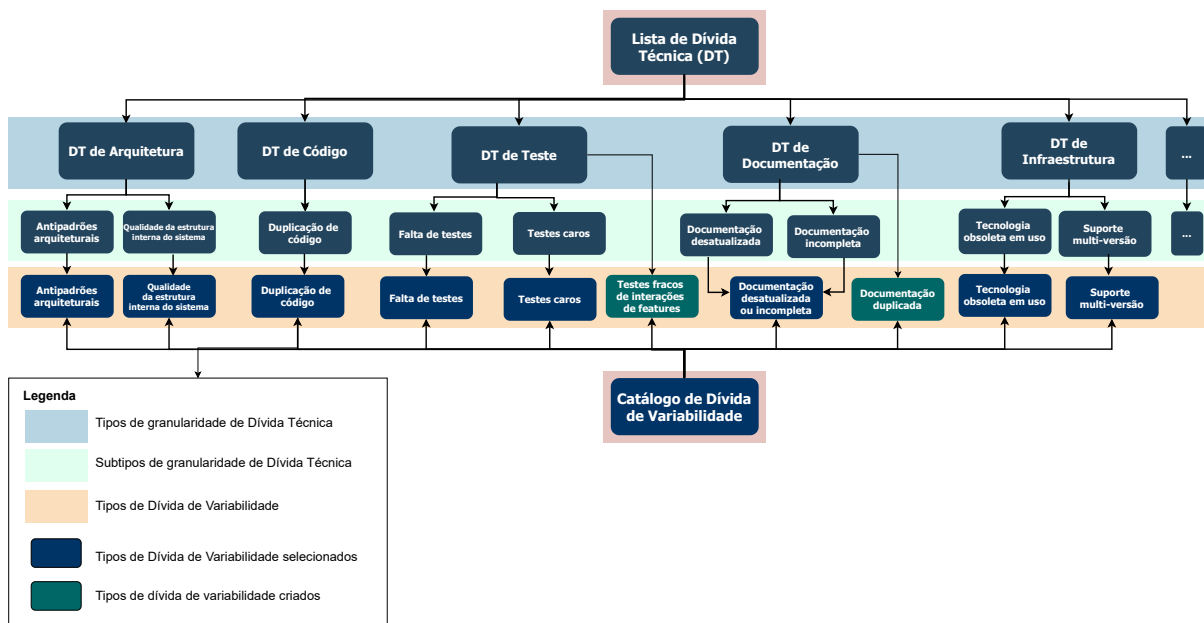 Lista de Dívida
Técnica (DT)
DT de Arquitetura
DT de Código
DT de Teste
DT de
Documentação
DT de
Infraestrutura
...
Antipadrões
arquiteturais
Qualidade da estrutura
interna do sistema
Duplicação de
código
Falta de testes
Testes caros
Documentação
desatualizada
Documentação
incompleta
Tecnologia
obsoleta em uso
Suporte
multi-versão
...
Antipadrões
arquiteturais
Qualidade
da estrutura
interna do sistema
Duplicação de
código
Falta de testes
Testes caros
Testes fracos
de interações
de features
Documentação
desatualizada
ou incompleta
Documentação
duplicada
Tecnologia
obsoleta em uso
Suporte
multi-versão
Catálogo de Dívida
de Variabilidade
Legenda
Tipos de granularidade de Dívida Técnica
Subtipos de granularidade de Dívida Técnica
Tipos de Dívida de Variabilidade
Tipos de Dívida de Variabilidade selecionados
Tipos de dívida de variabilidade criados